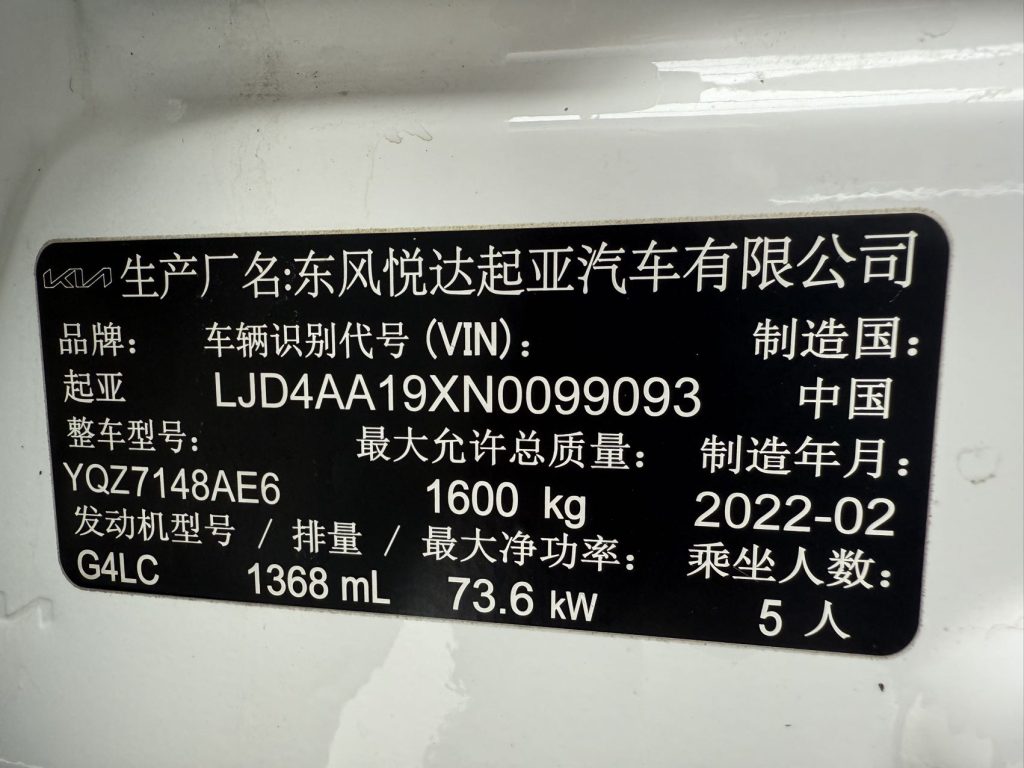 KIA 生产厂名:东风悦达起亚汽车有限公司
品牌: 车辆识别代号(VIN): 制造国:
起亚 LJD4AA19XN0099093 中国
整车型号: 最大允许总质量: 制造年月:
YQZ7148AE6 1600 kg 2022-02
发动机型号 / 排量 / 最大净功率: 乘坐人数:
G4LC 1368 mL 73.6 kW 5 人